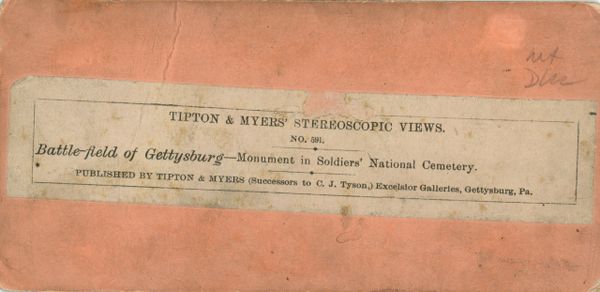 TIPTON & MYERS' STEREOSCOPIC VIEWS.
NO. 591.
Battle-field of Gettysburg—Monument in Soldiers' National Cemetery.
PUBLISHED BY TIPTON & MYERS (Successors to C. J. Tyson,) Excelsior Galleries, Gettysburg, Pa.